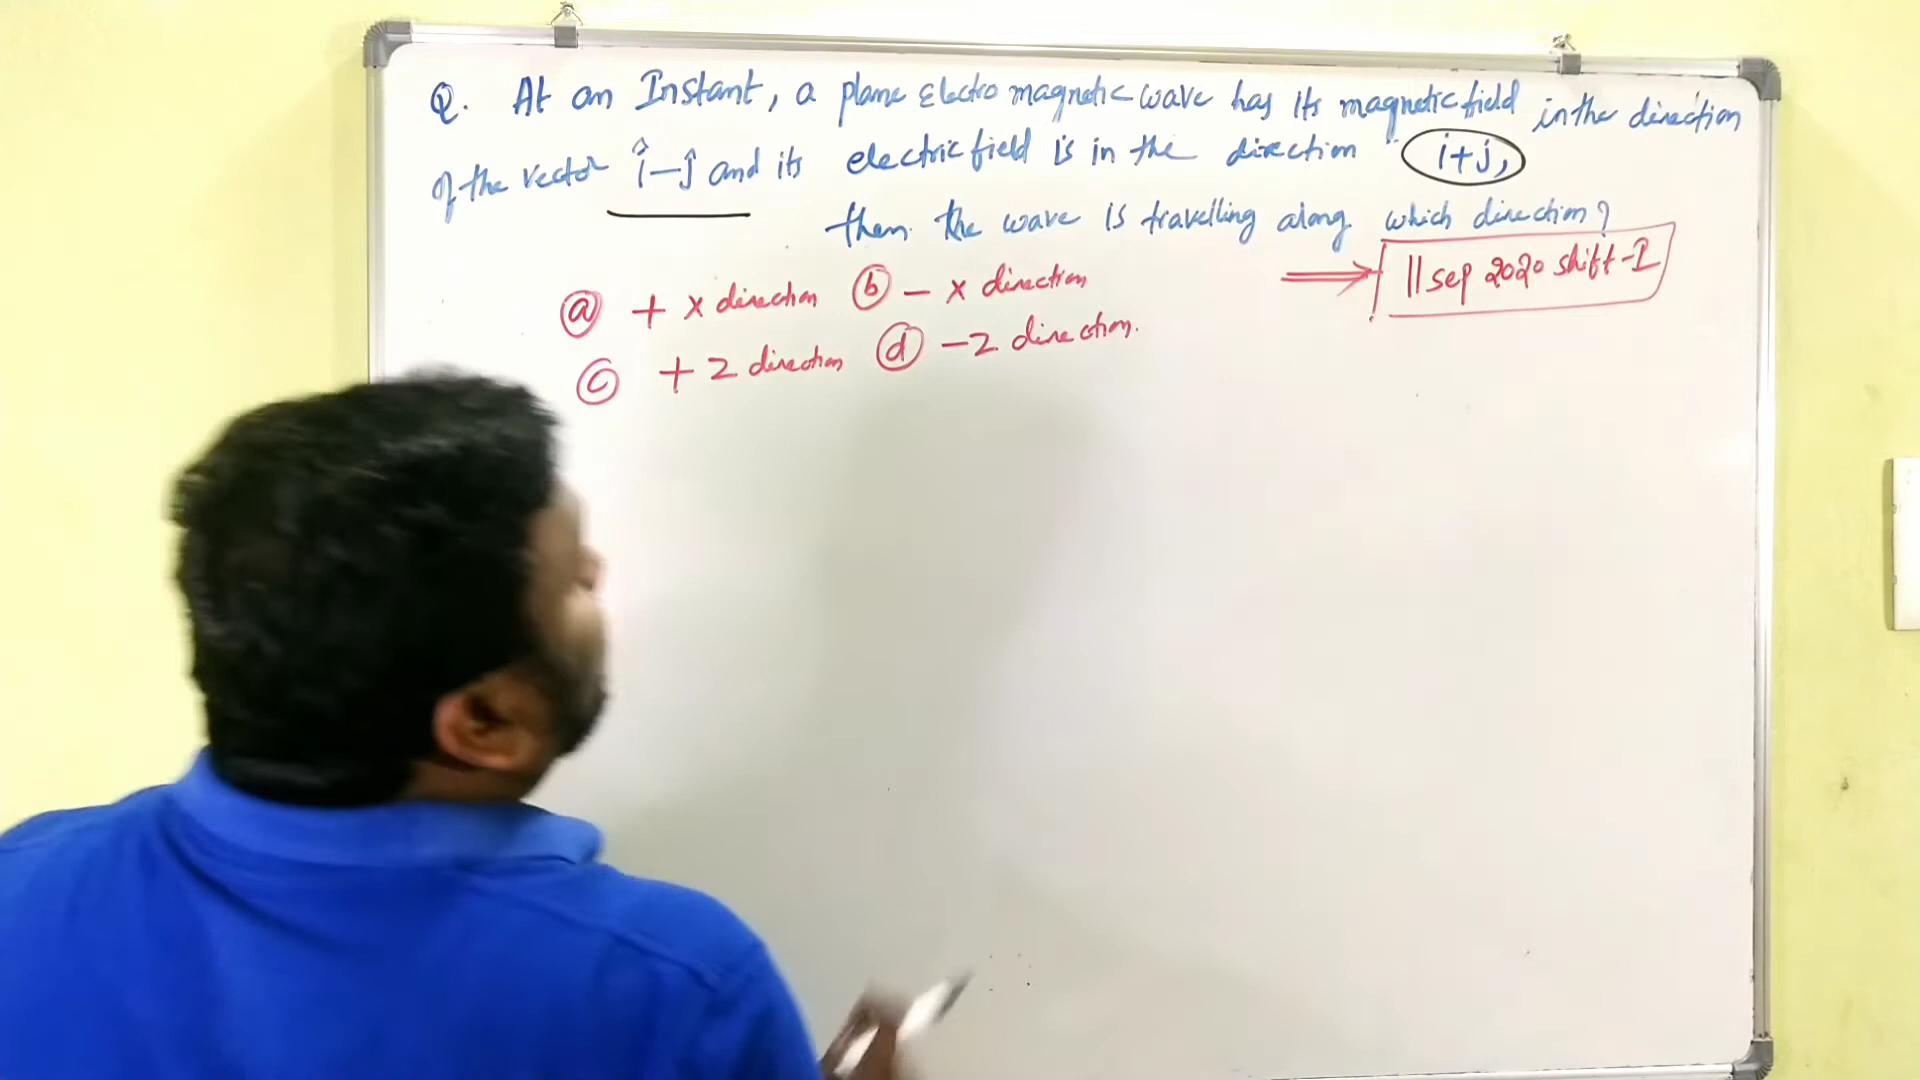 Q. At an Instant, a plane Electro magnetic wave has its magnetic field in the direction
of the vector î-ĵ and its electric field is in the direction i+j,
then the wave is travelling along which direction?
ⓐ + x direction ⓑ - x direction
11 sep 2020 shift-I
ⓒ + z direction ⓓ -z direction.